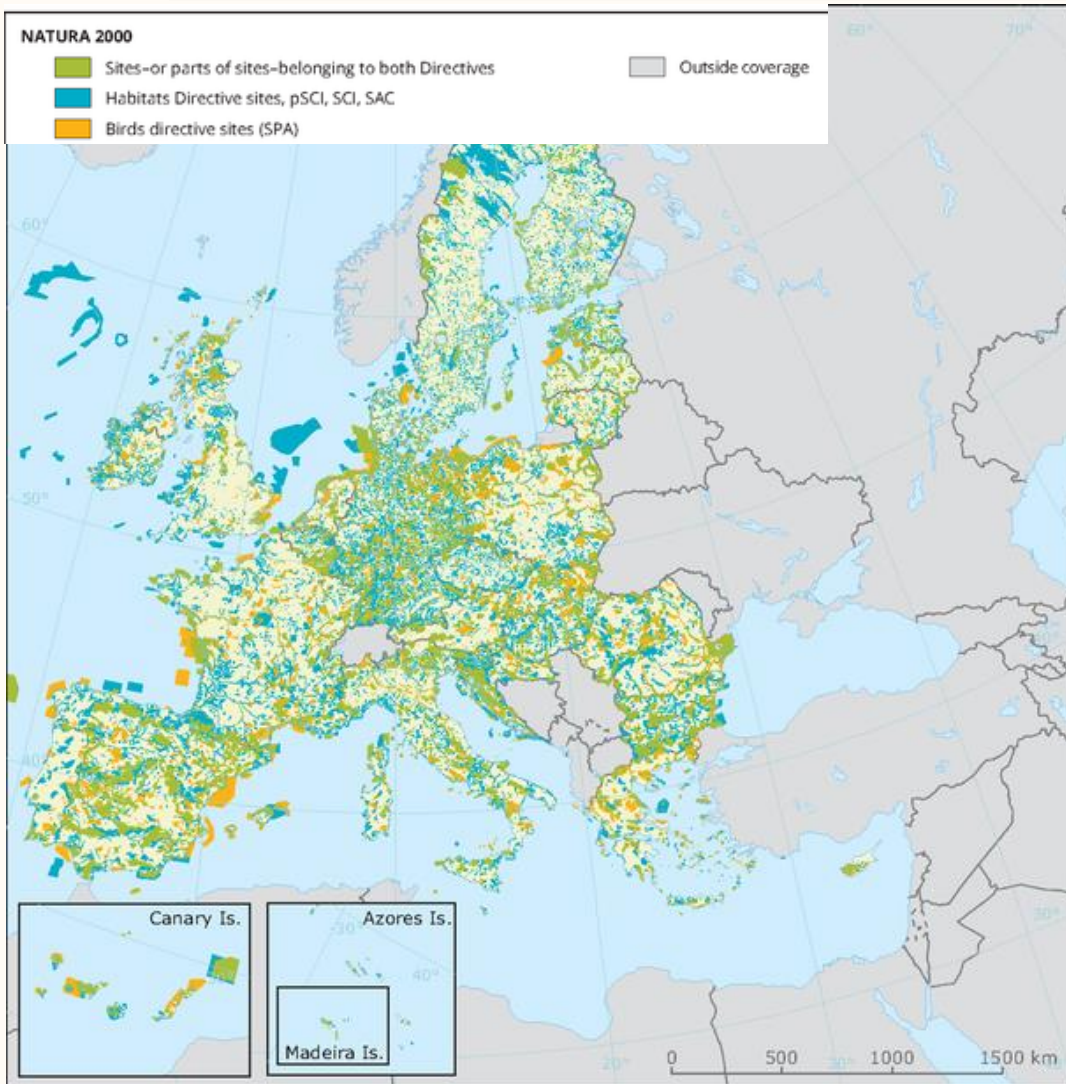 NATURA 2000
Sites–or parts of sites–belonging to both Directives
Outside coverage
Habitats Directive sites, pSCI, SCI, SAC
Birds directive sites (SPA)
60°
70°
60°
50°
40°
Canary Is.
Azores Is.
-30°
40°
30°
Madeira Is.
20°
30°
0 500 1000 1500 km